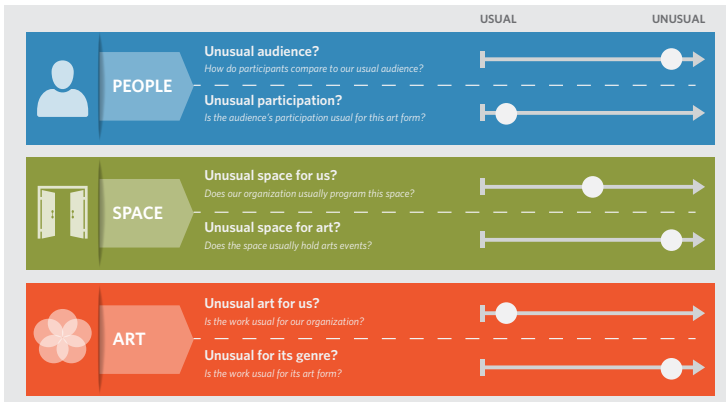 USUAL UNUSUAL
PEOPLE
Unusual audience?
How do participants compare to our usual audience?
Unusual participation?
Is the audience's participation usual for this art form?
SPACE
Unusual space for us?
Does our organization usually program this space?
Unusual space for art?
Does the space usually hold arts events?
ART
Unusual art for us?
Is the work usual for our organization?
Unusual for its genre?
Is the work usual for its art form?